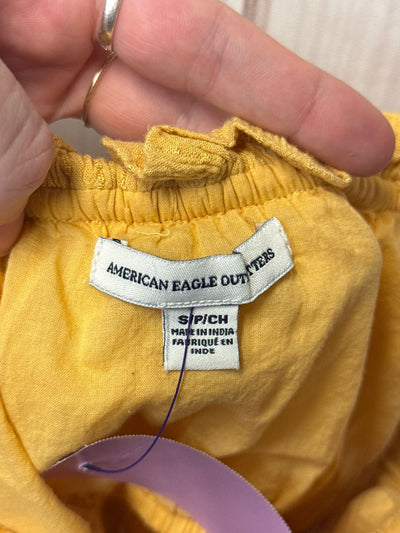 AMERICAN EAGLE OUTFITTERS
S/P/CH
MADE IN INDIA
FABRIQUÉ EN
INDE